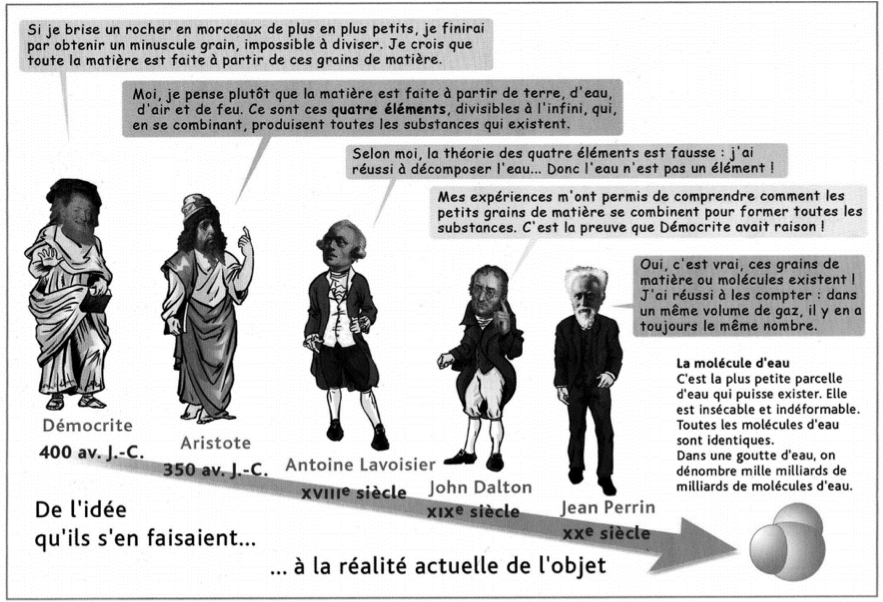 Si je brise un rocher en morceaux de plus en plus petits, je finirai
par obtenir un minuscule grain, impossible à diviser. Je crois que
toute la matière est faite à partir de ces grains de matière.
Moi, je pense plutôt que la matière est faite à partir de terre, d'eau,
d'air et de feu. Ce sont ces quatre éléments, divisibles à l'infini, qui,
en se combinant, produisent toutes les substances qui existent.
Selon moi, la théorie des quatre éléments est fausse : j'ai
réussi à décomposer l'eau... Donc l'eau n'est pas un élément !
Mes expériences m'ont permis de comprendre comment les
petits grains de matière se combinent pour former toutes les
substances. C'est la preuve que Démocrite avait raison !
Oui, c'est vrai, ces grains de
matière ou molécules existent !
J'ai réussi à les compter : dans
un même volume de gaz, il y en a
toujours le même nombre.
Démocrite
400 av. J.-C.
Aristote
350 av. J.-C.
Antoine Lavoisier
XVIIIe siècle
John Dalton
XIXe siècle
Jean Perrin
XXe siècle
La molécule d'eau
C'est la plus petite parcelle
d'eau qui puisse exister. Elle
est insécable et indéformable.
Toutes les molécules d'eau
sont identiques.
Dans une goutte d'eau, on
dénombre mille milliards de
milliards de molécules d'eau.
De l'idée
qu'ils s'en faisaient...
... à la réalité actuelle de l'objet